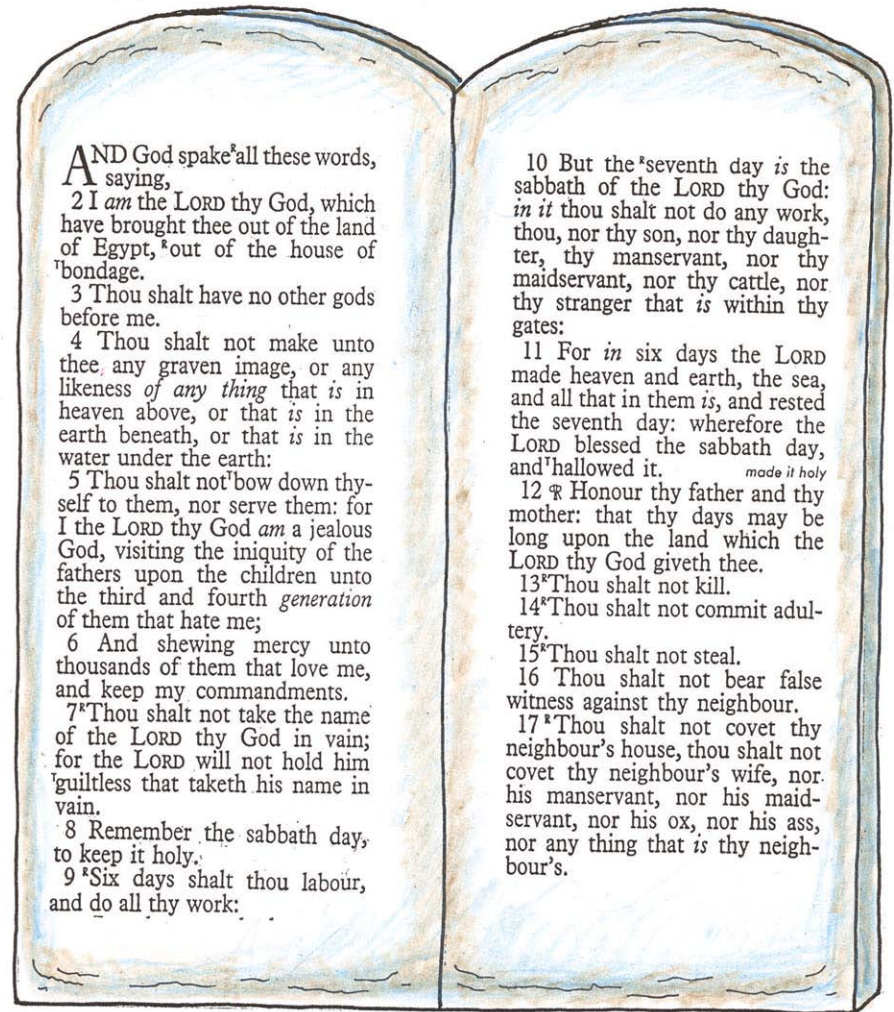 AND God spake ᴿall these words,
saying,
2 I am the LORD thy God, which
have brought thee out of the land
of Egypt, ᴿout of the house of
ᵀbondage.
3 Thou shalt have no other gods
before me.
4 Thou shalt not make unto
thee any graven image, or any
likeness of any thing that is in
heaven above, or that is in the
earth beneath, or that is in the
water under the earth:
5 Thou shalt not ᵀbow down thy-
self to them, nor serve them: for
I the LORD thy God am a jealous
God, visiting the iniquity of the
fathers upon the children unto
the third and fourth generation
of them that hate me;
6 And shewing mercy unto
thousands of them that love me,
and keep my commandments.
7 ᴿThou shalt not take the name
of the LORD thy God in vain;
for the LORD will not hold him
ᵀguiltless that taketh his name in
vain.
8 Remember the sabbath day,
to keep it holy.
9 ᴿSix days shalt thou labour,
and do all thy work:
10 But the ᴿseventh day is the
sabbath of the LORD thy God:
in it thou shalt not do any work,
thou, nor thy son, nor thy daugh-
ter, thy manservant, nor thy
maidservant, nor thy cattle, nor
thy stranger that is within thy
gates:
11 For in six days the LORD
made heaven and earth, the sea,
and all that in them is, and rested
the seventh day: wherefore the
LORD blessed the sabbath day,
and ᵀhallowed it. made it holy
12 ᴿ Honour thy father and thy
mother: that thy days may be
long upon the land which the
LORD thy God giveth thee.
13 ᴿThou shalt not kill.
14 ᴿThou shalt not commit adul-
tery.
15 ᴿThou shalt not steal.
16 Thou shalt not bear false
witness against thy neighbour.
17 ᴿThou shalt not covet thy
neighbour's house, thou shalt not
covet thy neighbour's wife, nor
his manservant, nor his maid-
servant, nor his ox, nor his ass,
nor any thing that is thy neigh-
bour's.